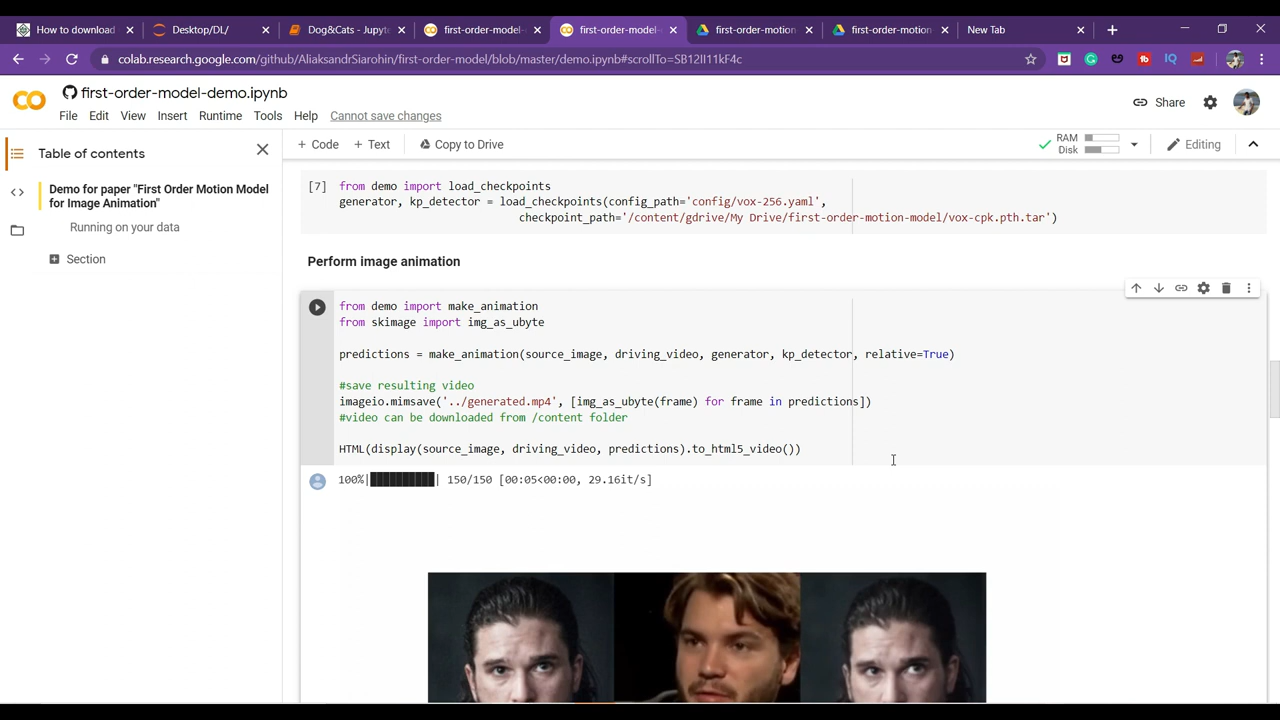 How to download
Desktop/DL/
Dog&Cats - Jupyte
first-order-model-
first-order-model-
first-order-motion
first-order-motion
New Tab
colab.research.google.com/github/AliaksandrSiarohin/first-order-model/blob/master/demo.ipynb#scrollTo=SB12II11kF4c
first-order-model-demo.ipynb
File Edit View Insert Runtime Tools Help Cannot save changes
Share
Table of contents
+ Code + Text Copy to Drive
RAM
Disk
Editing
Demo for paper "First Order Motion Model
for Image Animation"
Running on your data
Section
[7] from demo import load_checkpoints
generator, kp_detector = load_checkpoints(config_path='config/vox-256.yaml',
checkpoint_path='/content/gdrive/My Drive/first-order-motion-model/vox-cpk.pth.tar')
Perform image animation
from demo import make_animation
from skimage import img_as_ubyte
predictions = make_animation(source_image, driving_video, generator, kp_detector, relative=True)
#save resulting video
imageio.mimsave('../generated.mp4', [img_as_ubyte(frame) for frame in predictions])
#video can be downloaded from /content folder
HTML(display(source_image, driving_video, predictions).to_html5_video())
100%|██████████| 150/150 [00:05<00:00, 29.16it/s]